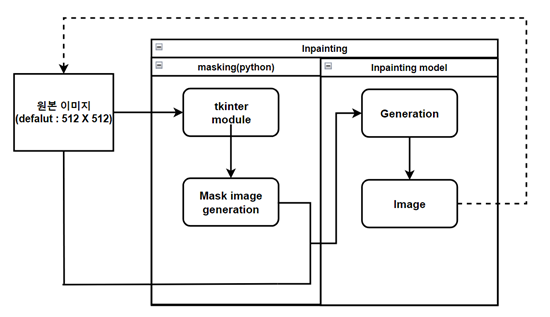 Inpainting
masking(python)
Inpainting model
원본 이미지
(defalut : 512 X 512)
tkinter
module
Generation
Mask image
generation
Image